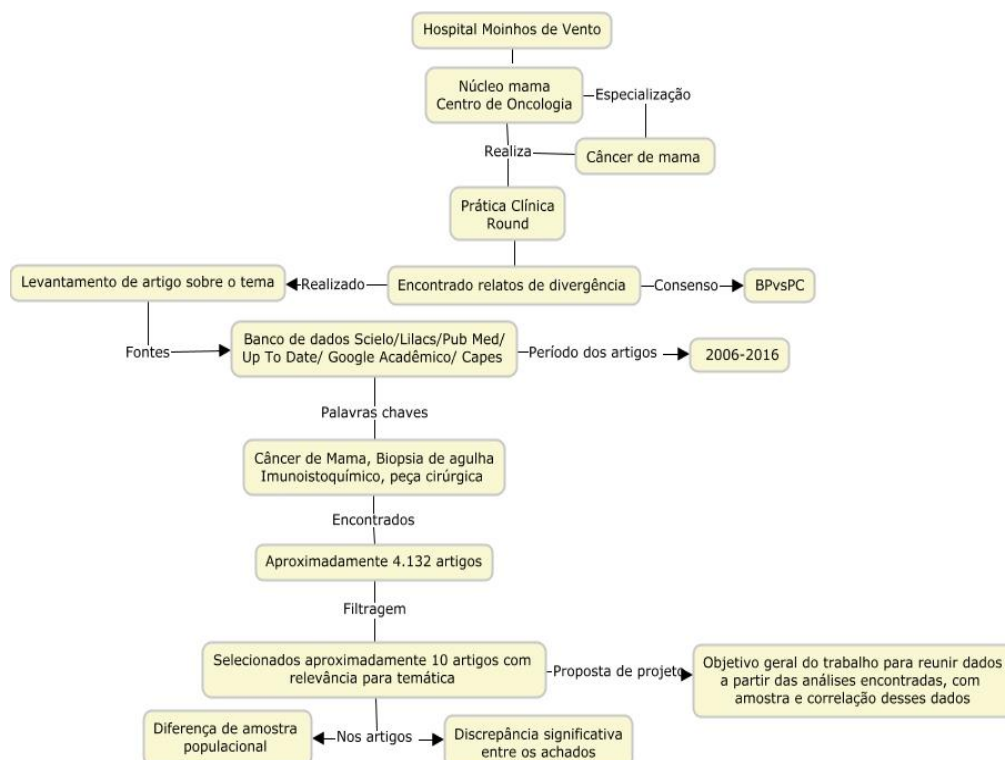 Hospital Moinhos de Vento
Núcleo mama
Centro de Oncologia
Especialização
Realiza
Câncer de mama
Prática Clínica
Round
Levantamento de artigo sobre o tema
Realizado
Encontrado relatos de divergência
Consenso
BPvsPC
Fontes
Banco de dados Scielo/Lilacs/Pub Med/
Up To Date/ Google Acadêmico/ Capes
Período dos artigos
2006-2016
Palavras chaves
Câncer de Mama, Biopsia de agulha
Imunoistoquímico, peça cirúrgica
Encontrados
Aproximadamente 4.132 artigos
Filtragem
Selecionados aproximadamente 10 artigos com
relevância para temática
Proposta de projeto
Objetivo geral do trabalho para reunir dados
a partir das análises encontradas, com
amostra e correlação desses dados
Diferença de amostra
populacional
Nos artigos
Discrepância significativa
entre os achados